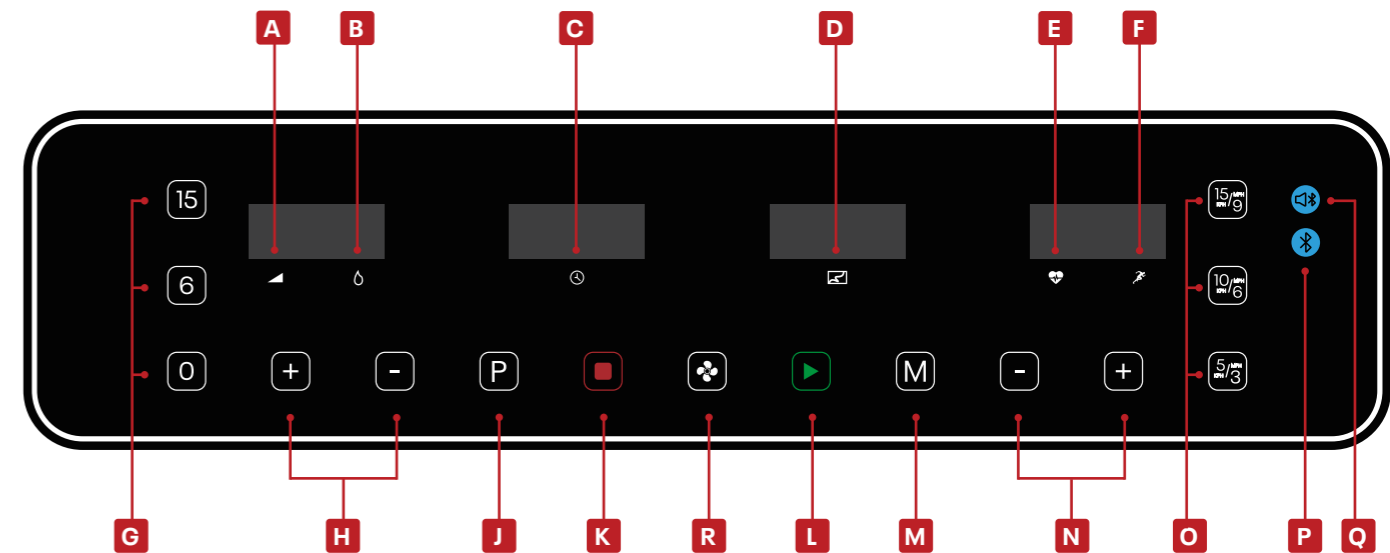 A B C D E F
15
15/MPH
KPH/9
6
10/MPH
KPH/6
0
+ - P M - +
5/MPH
KPH/3
G H J K R L M N O P Q